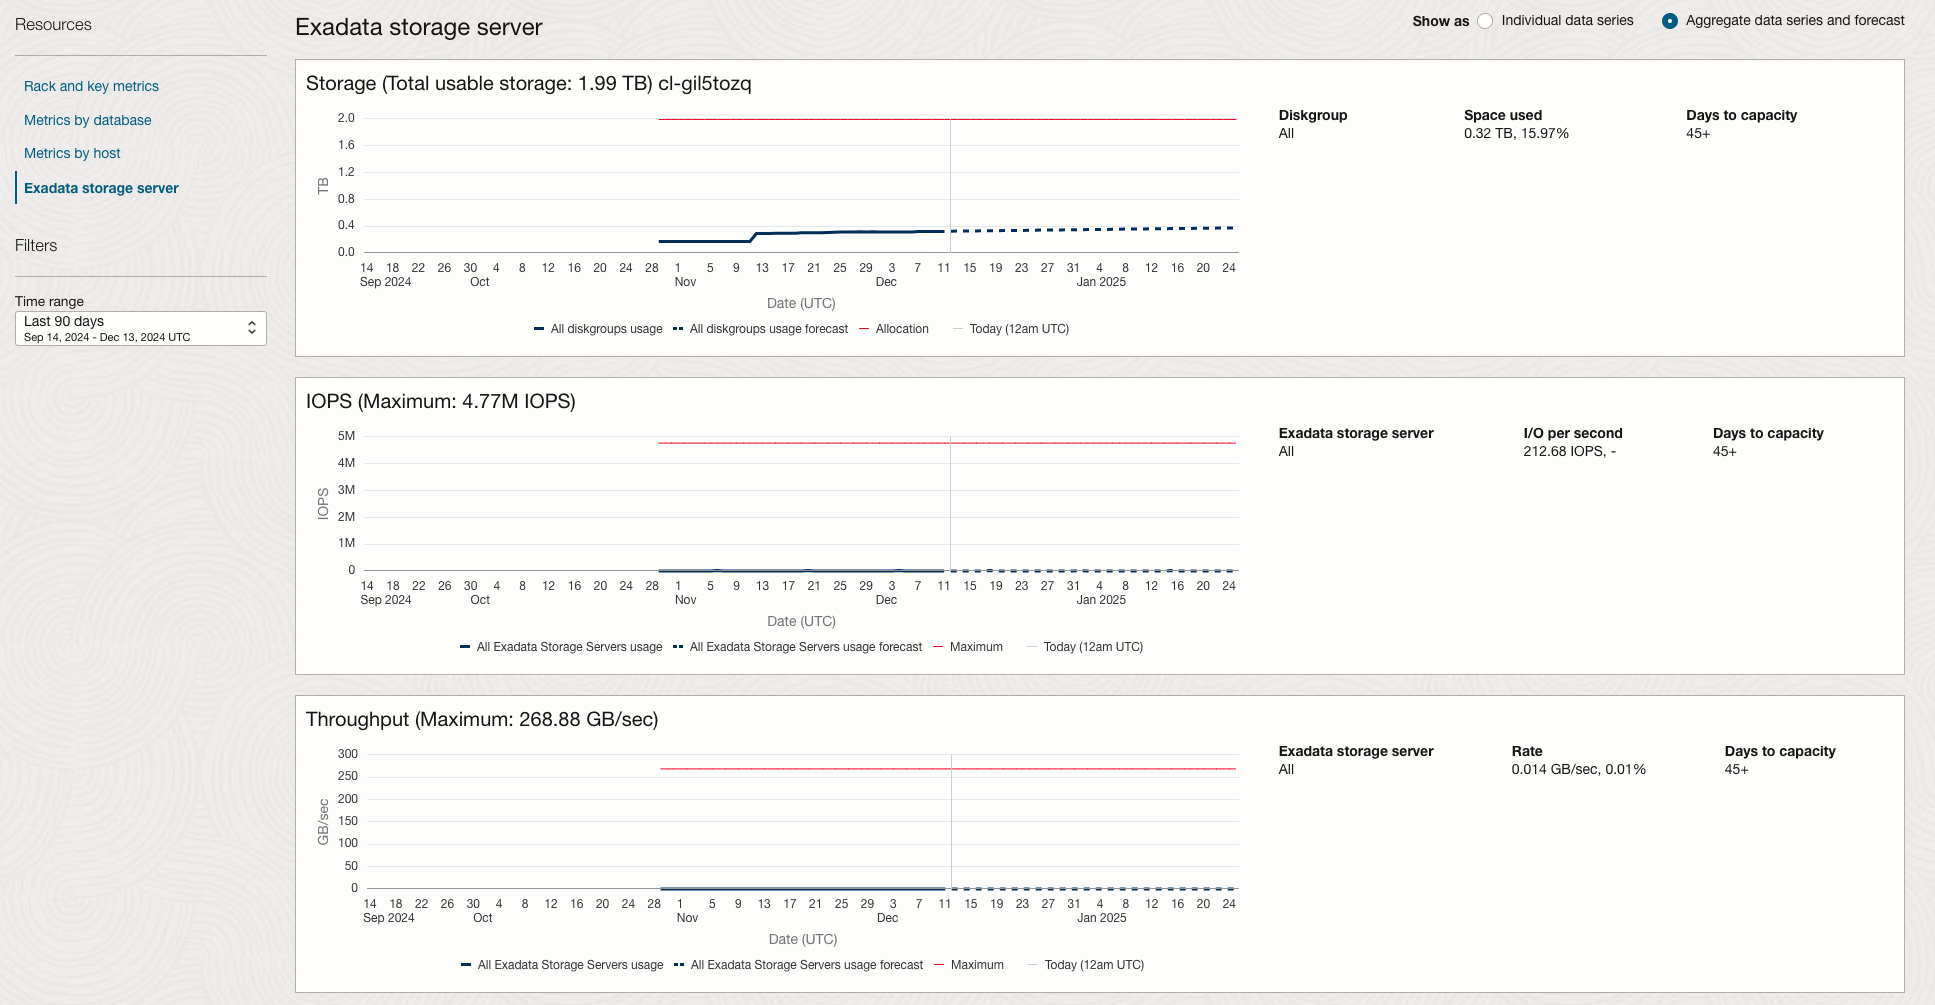 Resources
Rack and key metrics
Metrics by database
Metrics by host
Exadata storage server
Filters
Time range
Last 90 days
Sep 14, 2024 - Dec 13, 2024 UTC
Exadata storage server
Show as Individual data series Aggregate data series and forecast
Storage (Total usable storage: 1.99 TB) cl-gil5tozq
2.0
1.6
1.2
0.8
0.4
0.0
TB
14 18 22 26 30 4 8 12 16 20 24 28 1 5 9 13 17 21 25 29 3 7 11 15 19 23 27 31 4 8 12 16 20 24
Sep 2024 Oct Nov Dec Jan 2025
Date (UTC)
All diskgroups usage All diskgroups usage forecast Allocation Today (12am UTC)
Diskgroup Space used Days to capacity
All 0.32 TB, 15.97% 45+
IOPS (Maximum: 4.77M IOPS)
5M
4M
3M
2M
1M
0
IOPS
14 18 22 26 30 4 8 12 16 20 24 28 1 5 9 13 17 21 25 29 3 7 11 15 19 23 27 31 4 8 12 16 20 24
Sep 2024 Oct Nov Dec Jan 2025
Date (UTC)
All Exadata Storage Servers usage All Exadata Storage Servers usage forecast Maximum Today (12am UTC)
Exadata storage server I/O per second Days to capacity
All 212.68 IOPS, - 45+
Throughput (Maximum: 268.88 GB/sec)
300
250
200
150
100
50
0
GB/sec
14 18 22 26 30 4 8 12 16 20 24 28 1 5 9 13 17 21 25 29 3 7 11 15 19 23 27 31 4 8 12 16 20 24
Sep 2024 Oct Nov Dec Jan 2025
Date (UTC)
All Exadata Storage Servers usage All Exadata Storage Servers usage forecast Maximum Today (12am UTC)
Exadata storage server Rate Days to capacity
All 0.014 GB/sec, 0.01% 45+